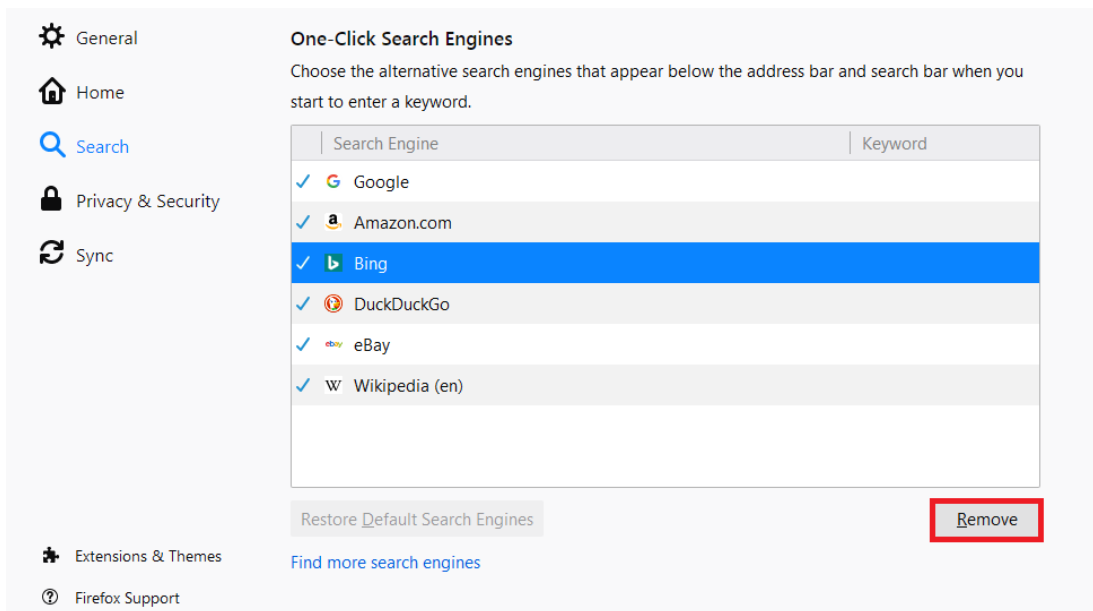 General
Home
Search
Privacy & Security
Sync
Extensions & Themes
Firefox Support
One-Click Search Engines
Choose the alternative search engines that appear below the address bar and search bar when you
start to enter a keyword.
Search Engine Keyword
Google
Amazon.com
Bing
DuckDuckGo
eBay
Wikipedia (en)
Restore Default Search Engines
Remove
Find more search engines